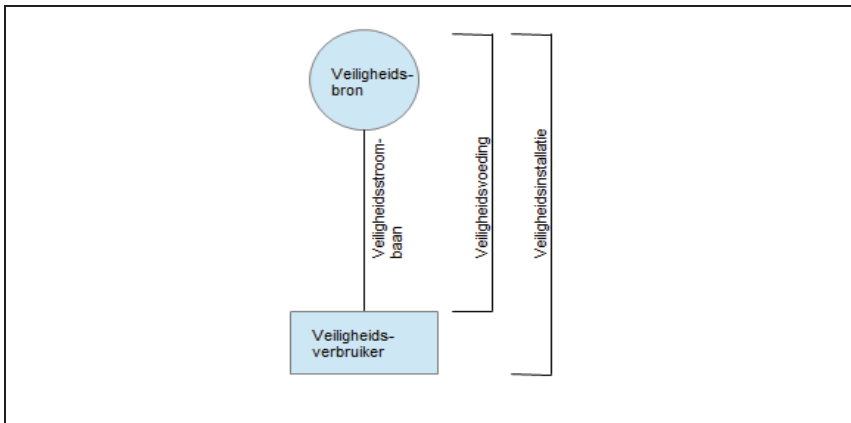 Veiligheids-
bron
Veiligheidsstroom-
baan
Veiligheidsvoeding
Veiligheidsinstallatie
Veiligheids-
verbruiker